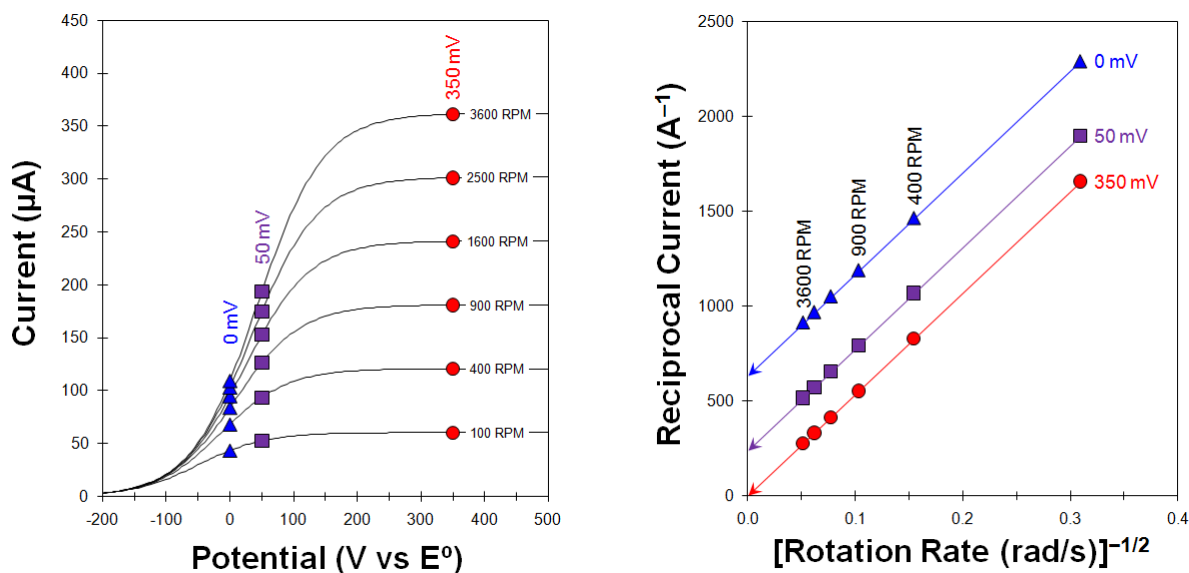 450
400
350
300
250
200
150
100
50
0
-200
-100
0
100
200
300
400
500
Current (µA)
Potential (V vs Eº)
0 mV
50 mV
350 mV
3600 RPM
2500 RPM
1600 RPM
900 RPM
400 RPM
100 RPM
2500
2000
1500
1000
500
0
0.0
0.1
0.2
0.3
0.4
Reciprocal Current (A⁻¹)
[Rotation Rate (rad/s)]⁻¹/²
3600 RPM
900 RPM
400 RPM
0 mV
50 mV
350 mV